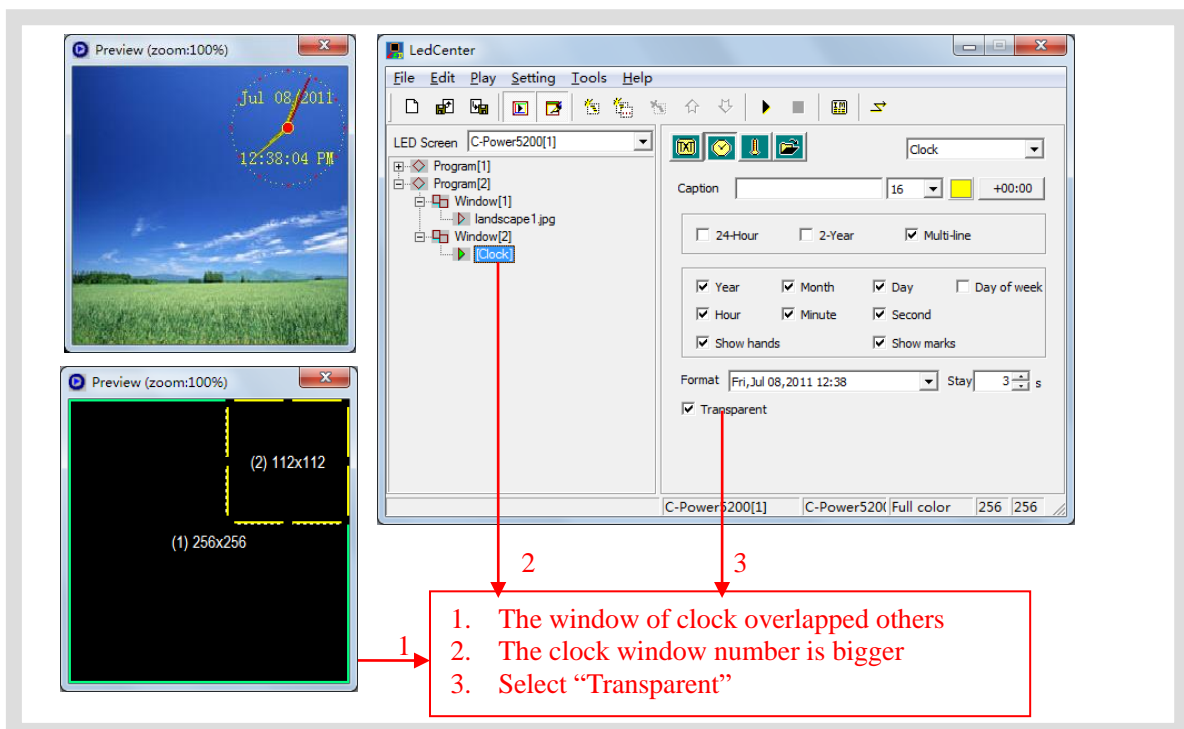 Preview (zoom:100%)
Jul 08/2011
12:38:04 PM
Preview (zoom:100%)
(2) 112x112
(1) 256x256
LedCenter
File Edit Play Setting Tools Help
LED Screen C-Power5200[1]
Program[1]
Program[2]
Window[1]
landscape1.jpg
Window[2]
[Clock]
TXT
Clock
Caption 16 +00:00
24-Hour 2-Year Multi-line
Year Month Day Day of week
Hour Minute Second
Show hands Show marks
Format Fri,Jul 08,2011 12:38 Stay 3 s
Transparent
C-Power5200[1] C-Power520( Full color 256 256
2 3
1
1. The window of clock overlapped others
2. The clock window number is bigger
3. Select “Transparent”